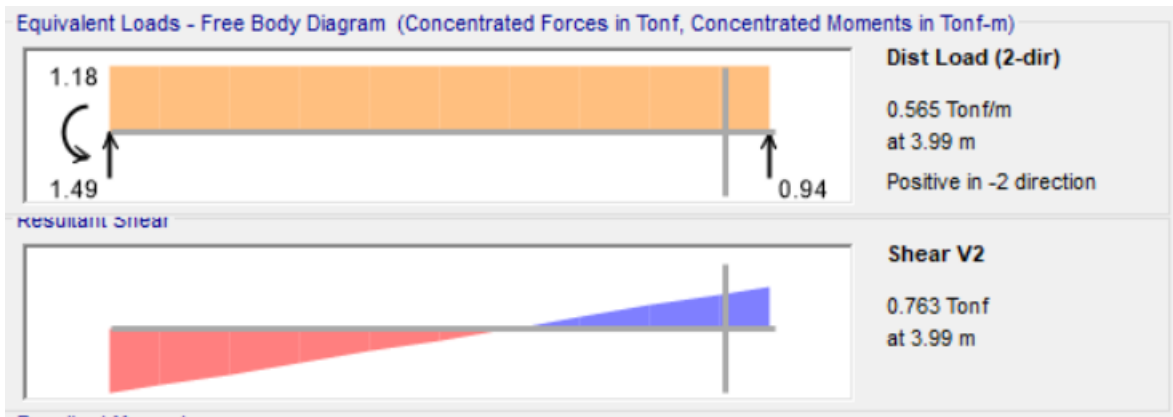 Equivalent Loads - Free Body Diagram (Concentrated Forces in Tonf, Concentrated Moments in Tonf-m)
1.18
1.49
0.94
Dist Load (2-dir)
0.565 Tonf/m
at 3.99 m
Positive in -2 direction
Resultant Shear
Shear V2
0.763 Tonf
at 3.99 m